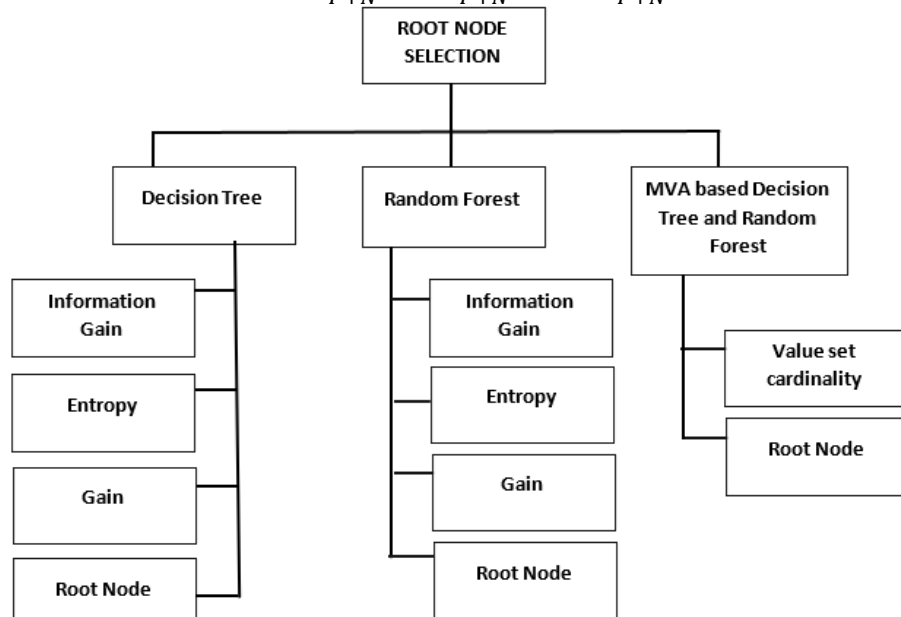 ROOT NODE
SELECTION
Decision Tree
Random Forest
MVA based Decision
Tree and Random
Forest
Information
Gain
Entropy
Gain
Root Node
Information
Gain
Entropy
Gain
Root Node
Value set
cardinality
Root Node